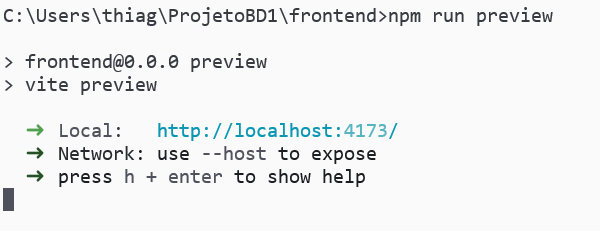 C:\Users\thiag\ProjetoBD1\frontend>npm run preview
> frontend@0.0.0 preview
> vite preview
➜ Local: http://localhost:4173/
➜ Network: use --host to expose
➜ press h + enter to show help